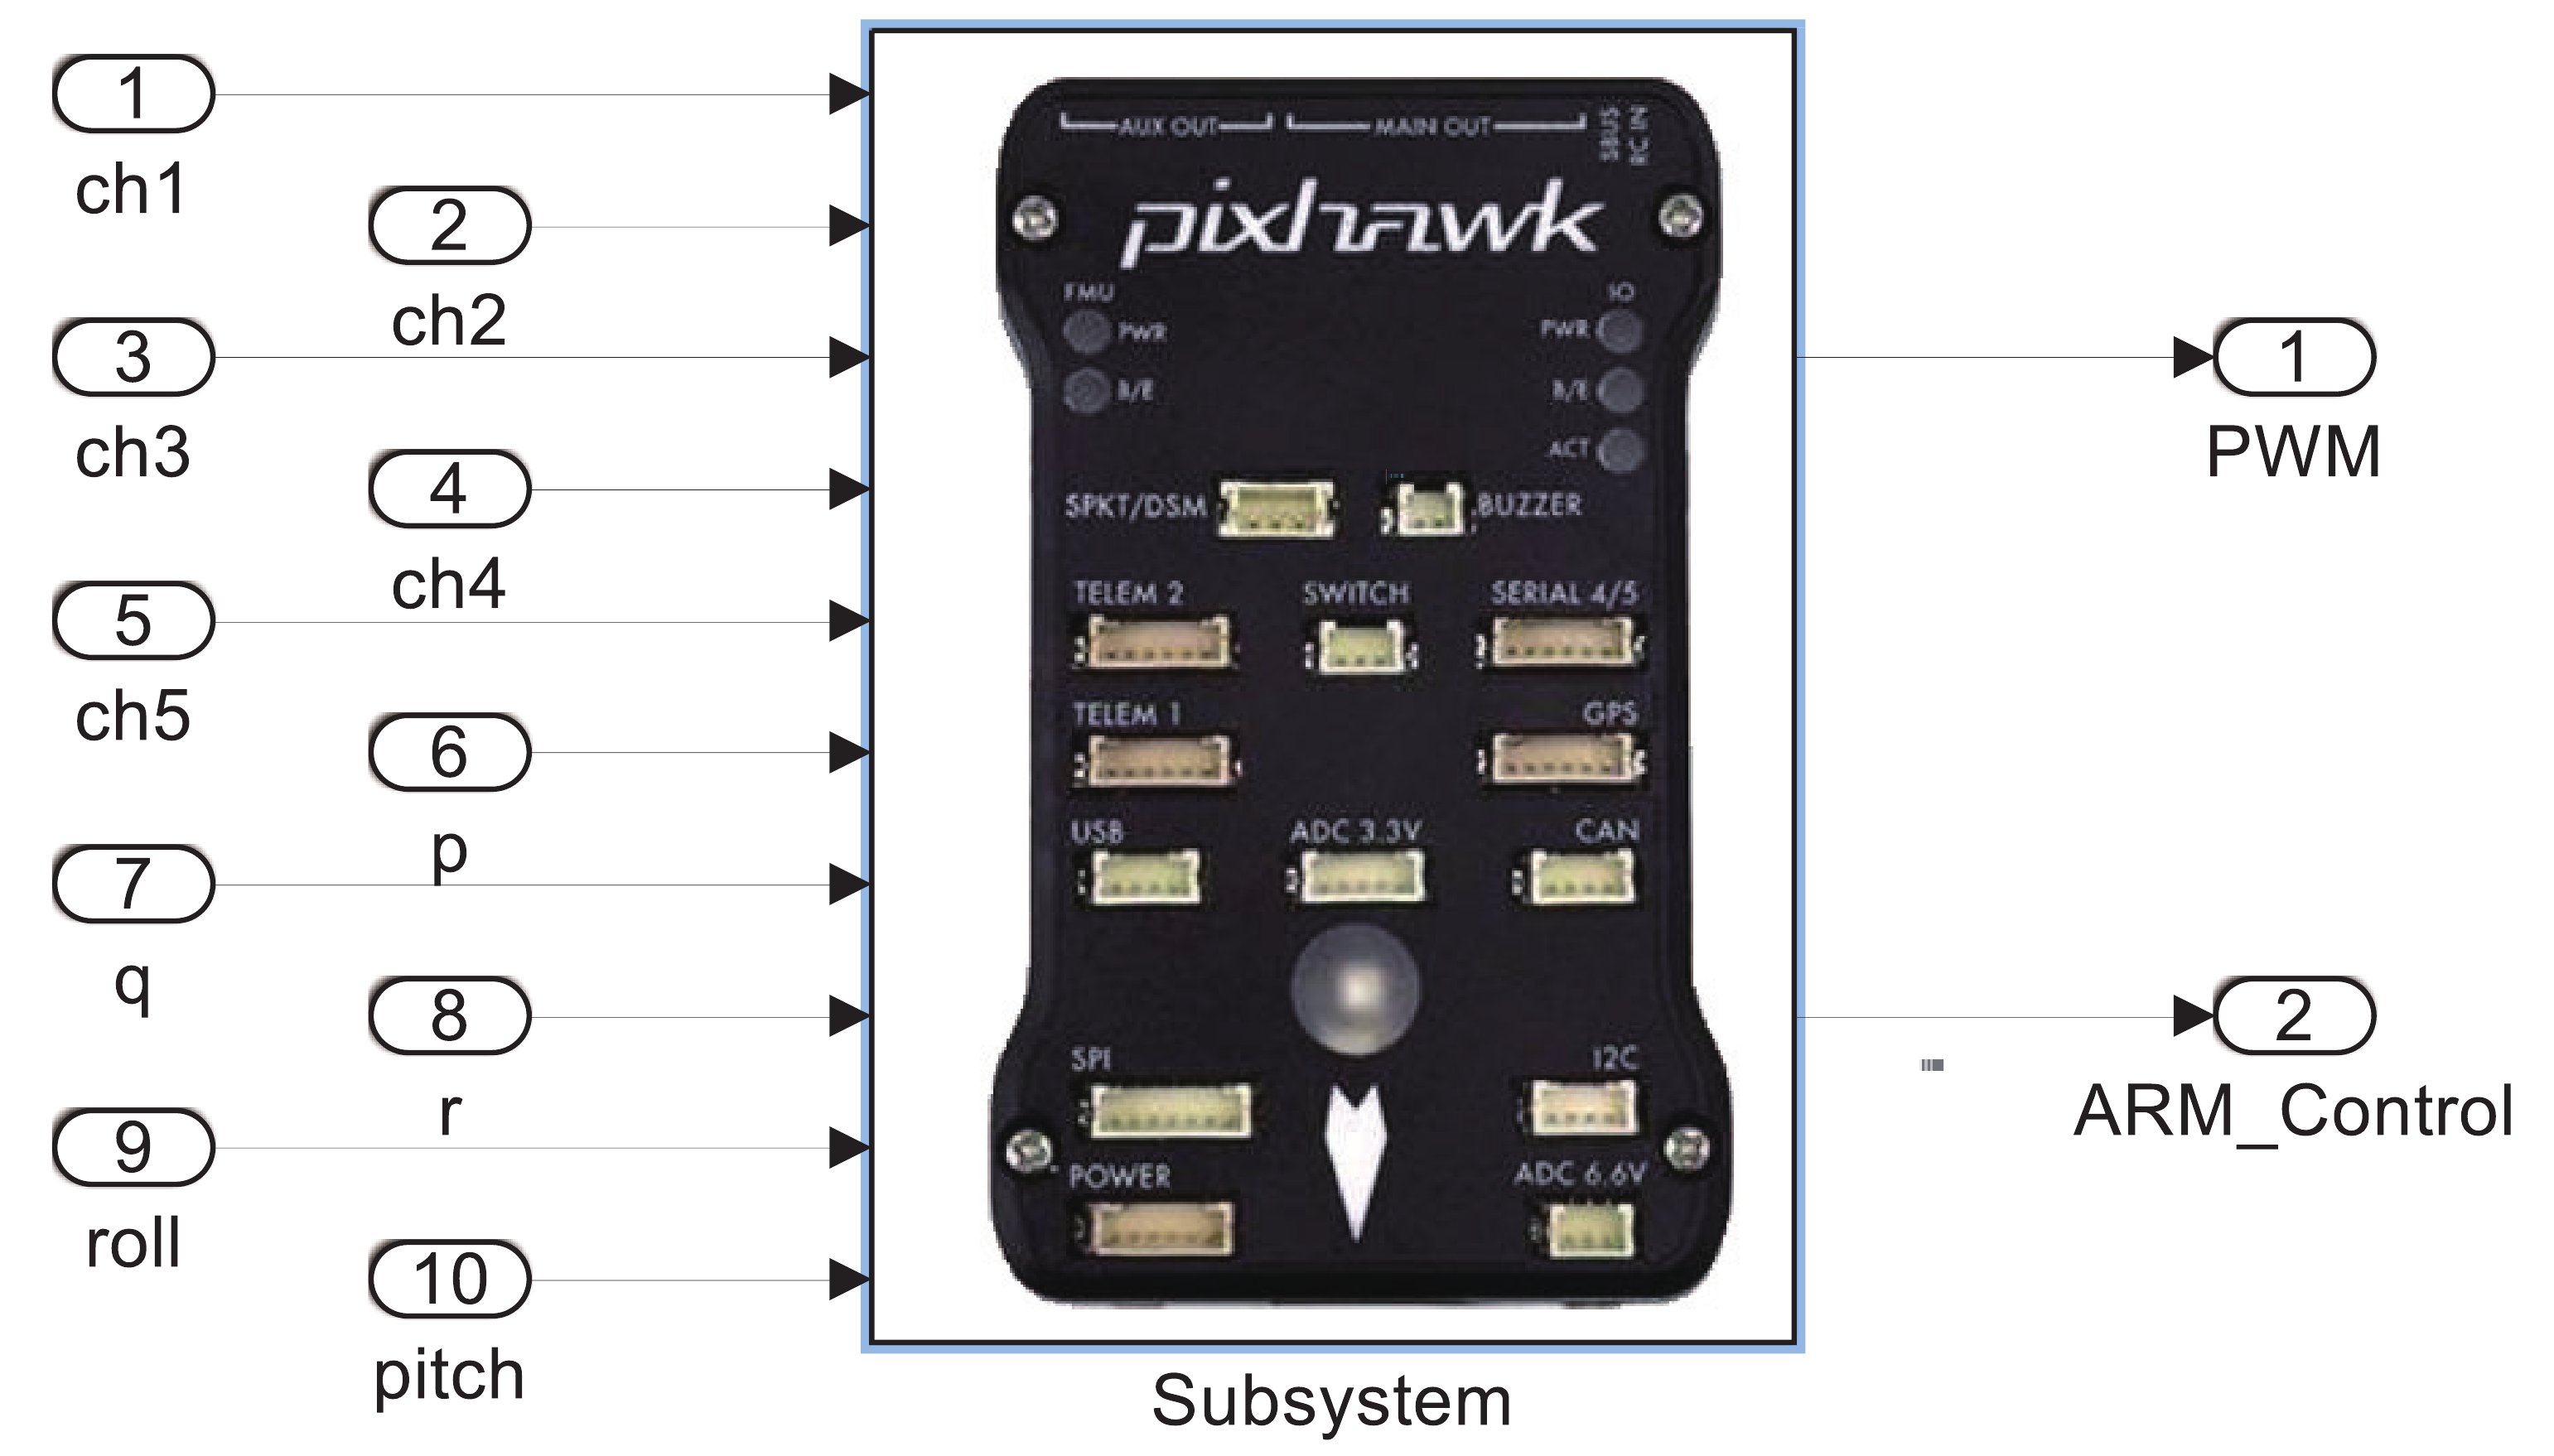 1
ch1
2
ch2
3
ch3
4
ch4
5
ch5
6
p
7
q
8
r
9
roll
10
pitch
AUX OUT
MAIN OUT
SBUS
RC IN
pixhawk
FMU
PWR
B/E
IO
PWR
B/E
ACT
SPKT/DSM
BUZZER
TELEM 2
SWITCH
SERIAL 4/5
TELEM 1
GPS
USB
ADC 3.3V
CAN
SPI
I2C
POWER
ADC 6.6V
Subsystem
1
PWM
2
ARM_Control